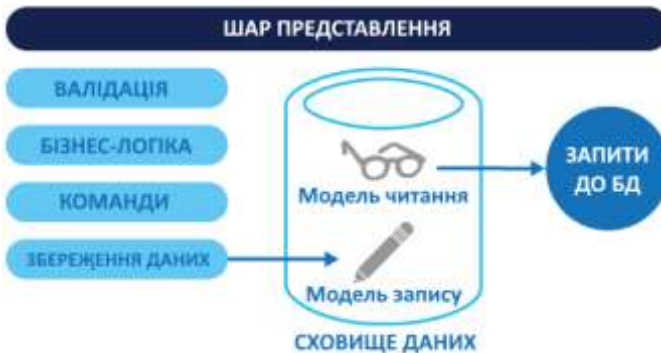 ШАР ПРЕДСТАВЛЕННЯ
ВАЛІДАЦІЯ
БІЗНЕС-ЛОГІКА
КОМАНДИ
ЗБЕРЕЖЕННЯ ДАНИХ
Модель читання
Модель запису
СХОВИЩЕ ДАНИХ
ЗАПИТИ
ДО БД